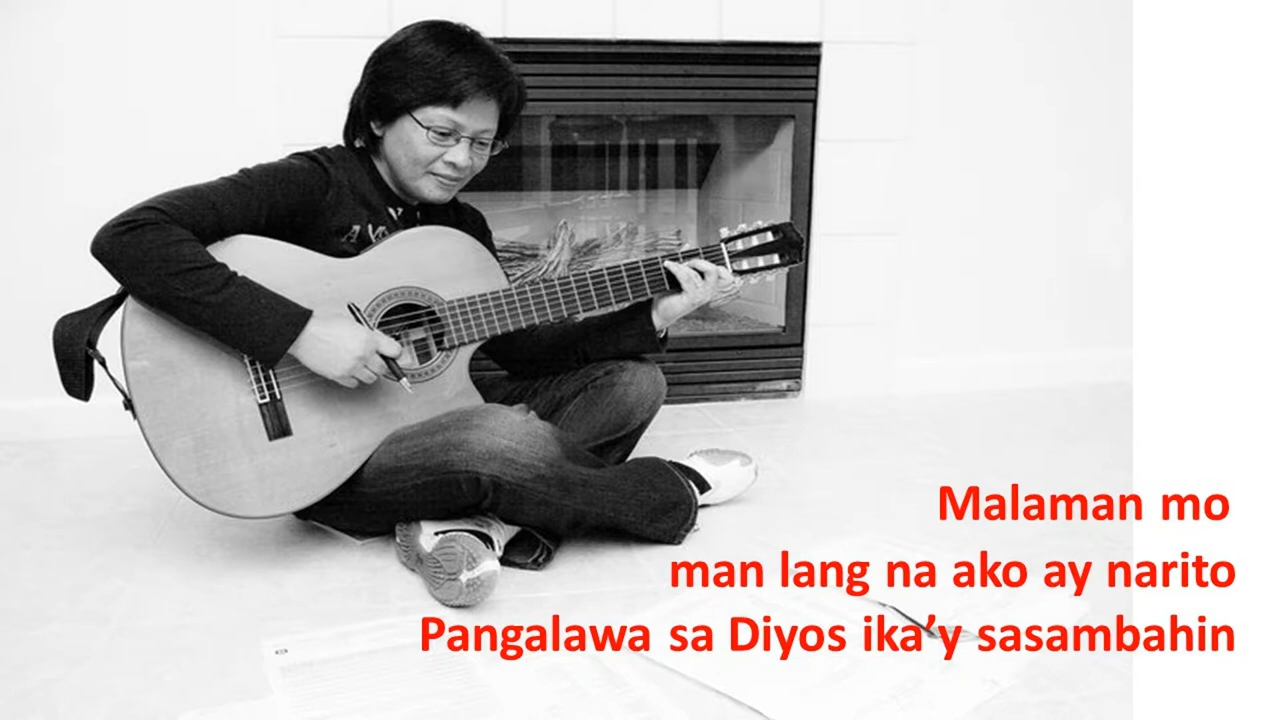 Malaman mo
man lang na ako ay narito
Pangalawa sa Diyos ika’y sasambahin